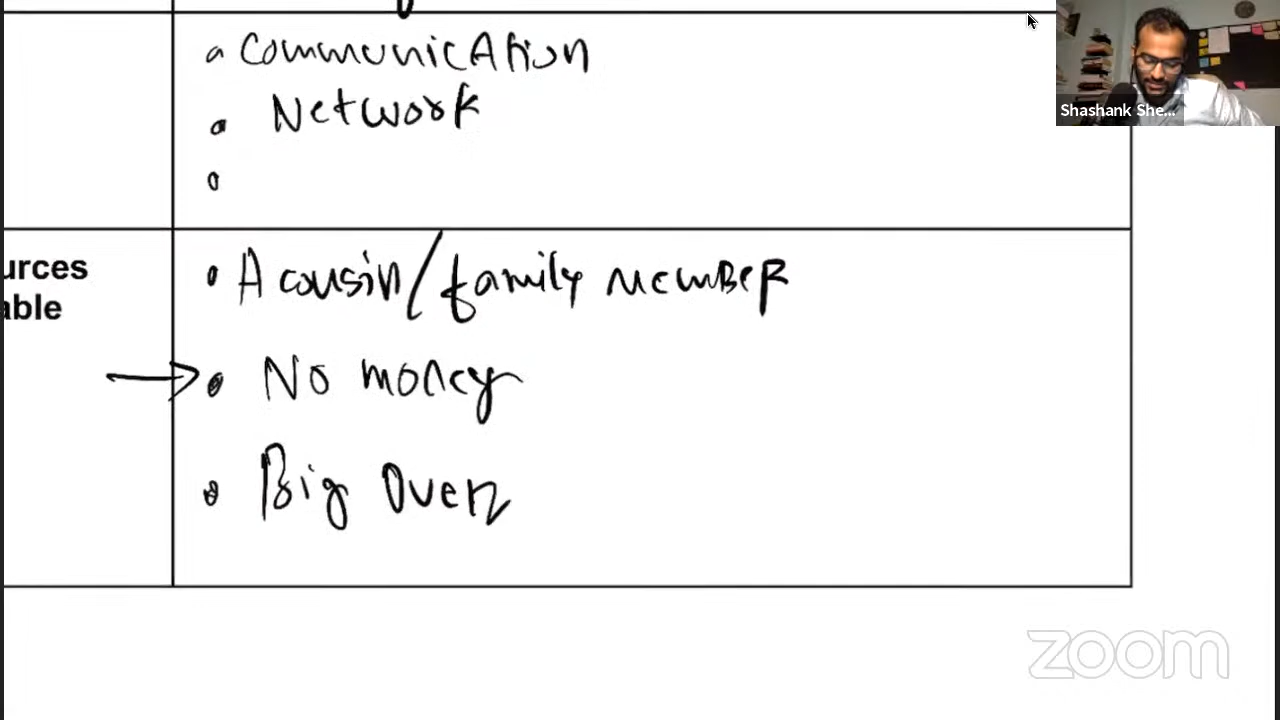 Communication
Network
Shashank She...
urces
able
A cousin/family member
No money
Big Oven
zoom